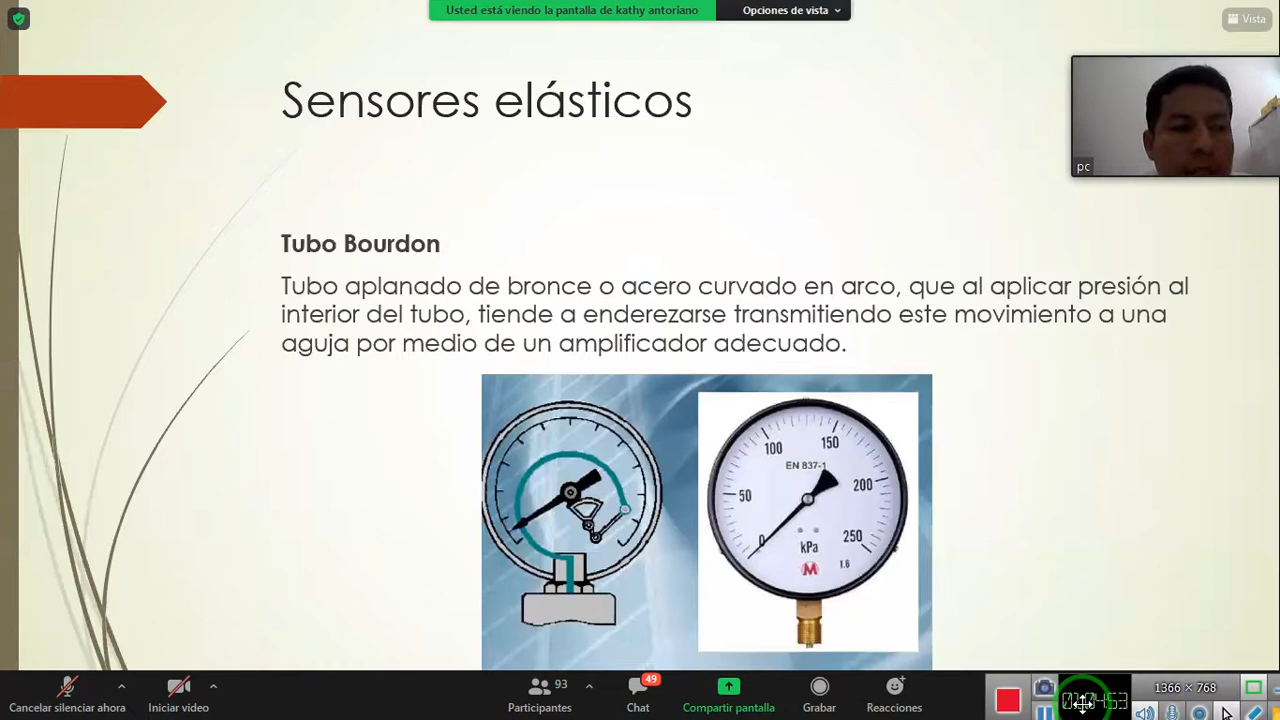 Usted está viendo la pantalla de kathy antoriano
Opciones de vista
Vista
Sensores elásticos
pc
Tubo Bourdon
Tubo aplanado de bronce o acero curvado en arco, que al aplicar presión al
interior del tubo, tiende a enderezarse transmitiendo este movimiento a una
aguja por medio de un amplificador adecuado.
100
150
EN 837-1
50
200
0
250
kPa
M
1.6
Cancelar silenciar ahora
Iniciar video
93
Participantes
49
Chat
Compartir pantalla
Grabar
Reacciones
1366 × 768